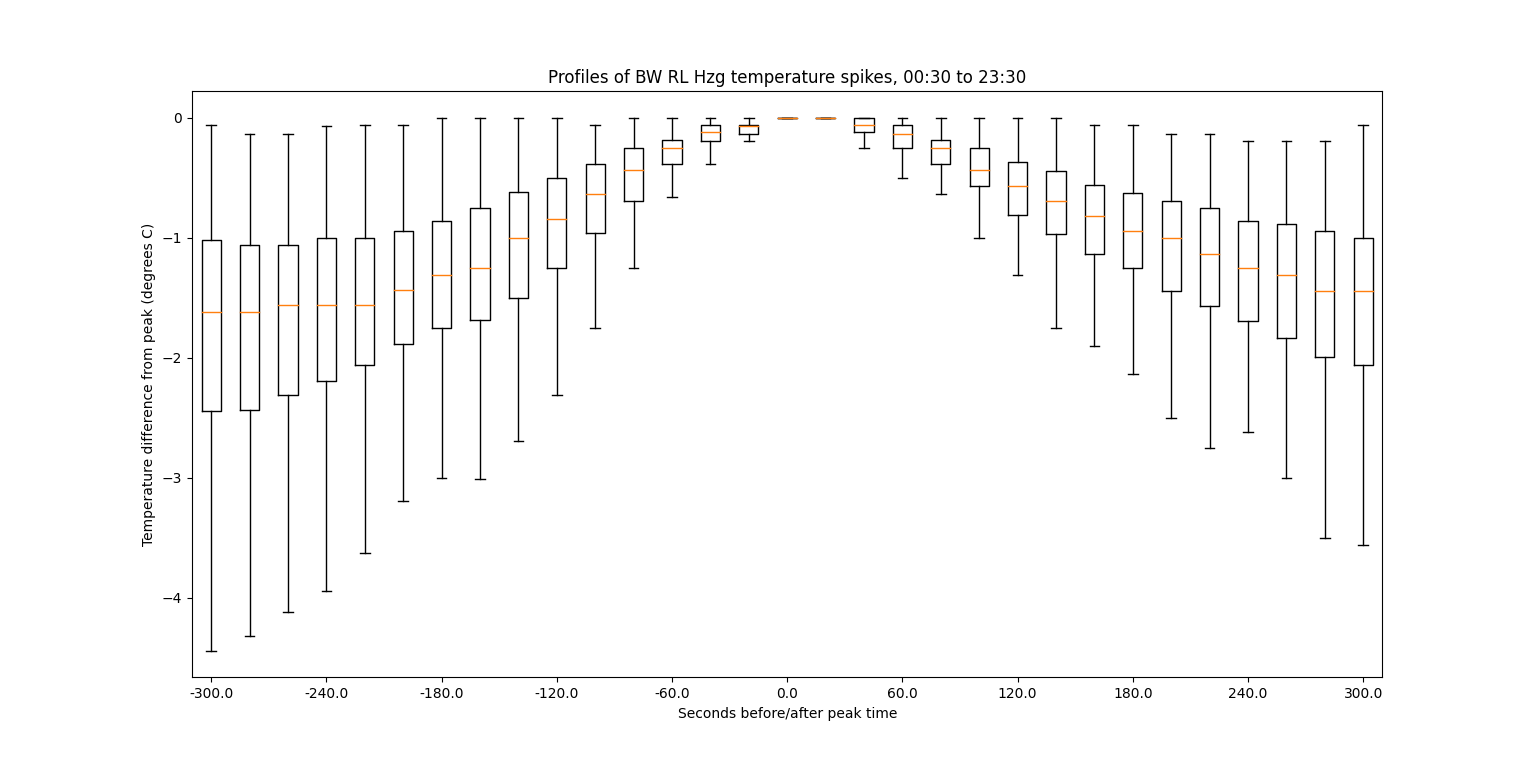 Profiles of BW RL Hzg temperature spikes, 00:30 to 23:30
Temperature difference from peak (degrees C)
0
−1
−2
−3
−4
-300.0 -240.0 -180.0 -120.0 -60.0 0.0 60.0 120.0 180.0 240.0 300.0
Seconds before/after peak time